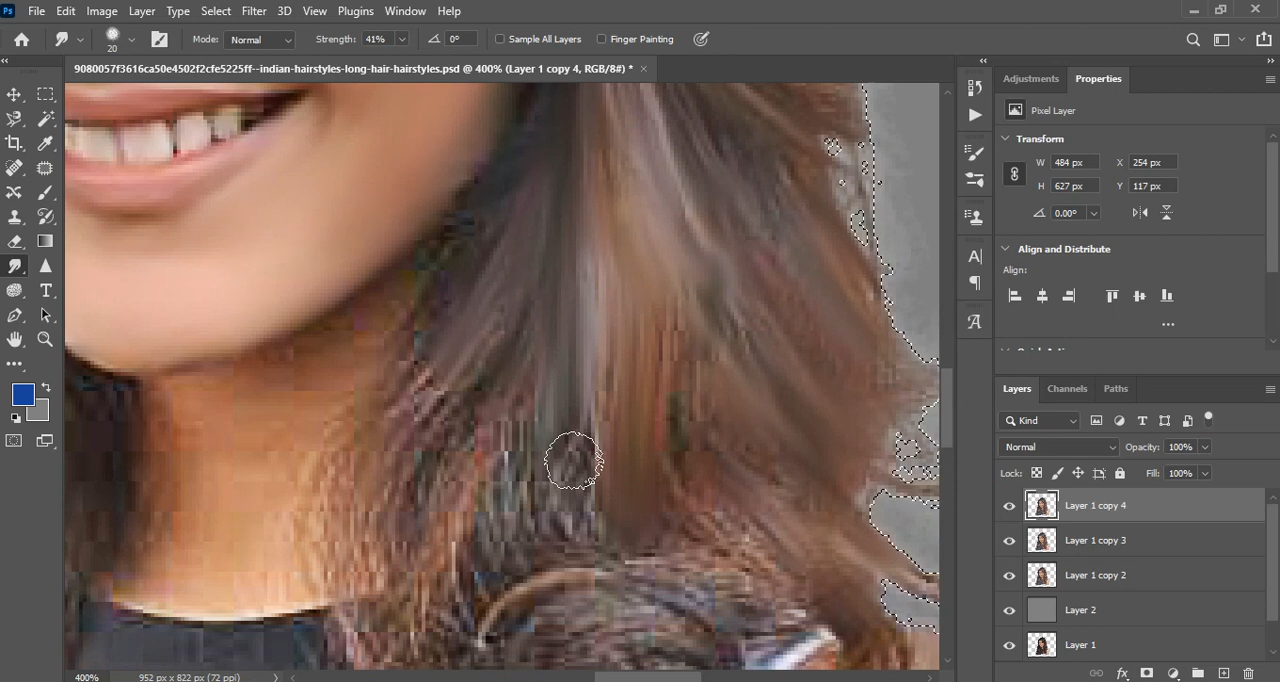 Ps File Edit Image Layer Type Select Filter 3D View Plugins Window Help
20 Mode: Normal Strength: 41% 0° Sample All Layers Finger Painting
9080057f3616ca50e4502f2cfe5225ff--indian-hairstyles-long-hair-hairstyles.psd @ 400% (Layer 1 copy 4, RGB/8#) *
Adjustments Properties
Pixel Layer
Transform
W 484 px X 254 px
H 627 px Y 117 px
0.00°
Align and Distribute
Align:
Layers Channels Paths
Kind
Normal Opacity: 100%
Lock: Fill: 100%
Layer 1 copy 4
Layer 1 copy 3
Layer 1 copy 2
Layer 2
Layer 1
400% 952 px x 822 px (72 ppi)